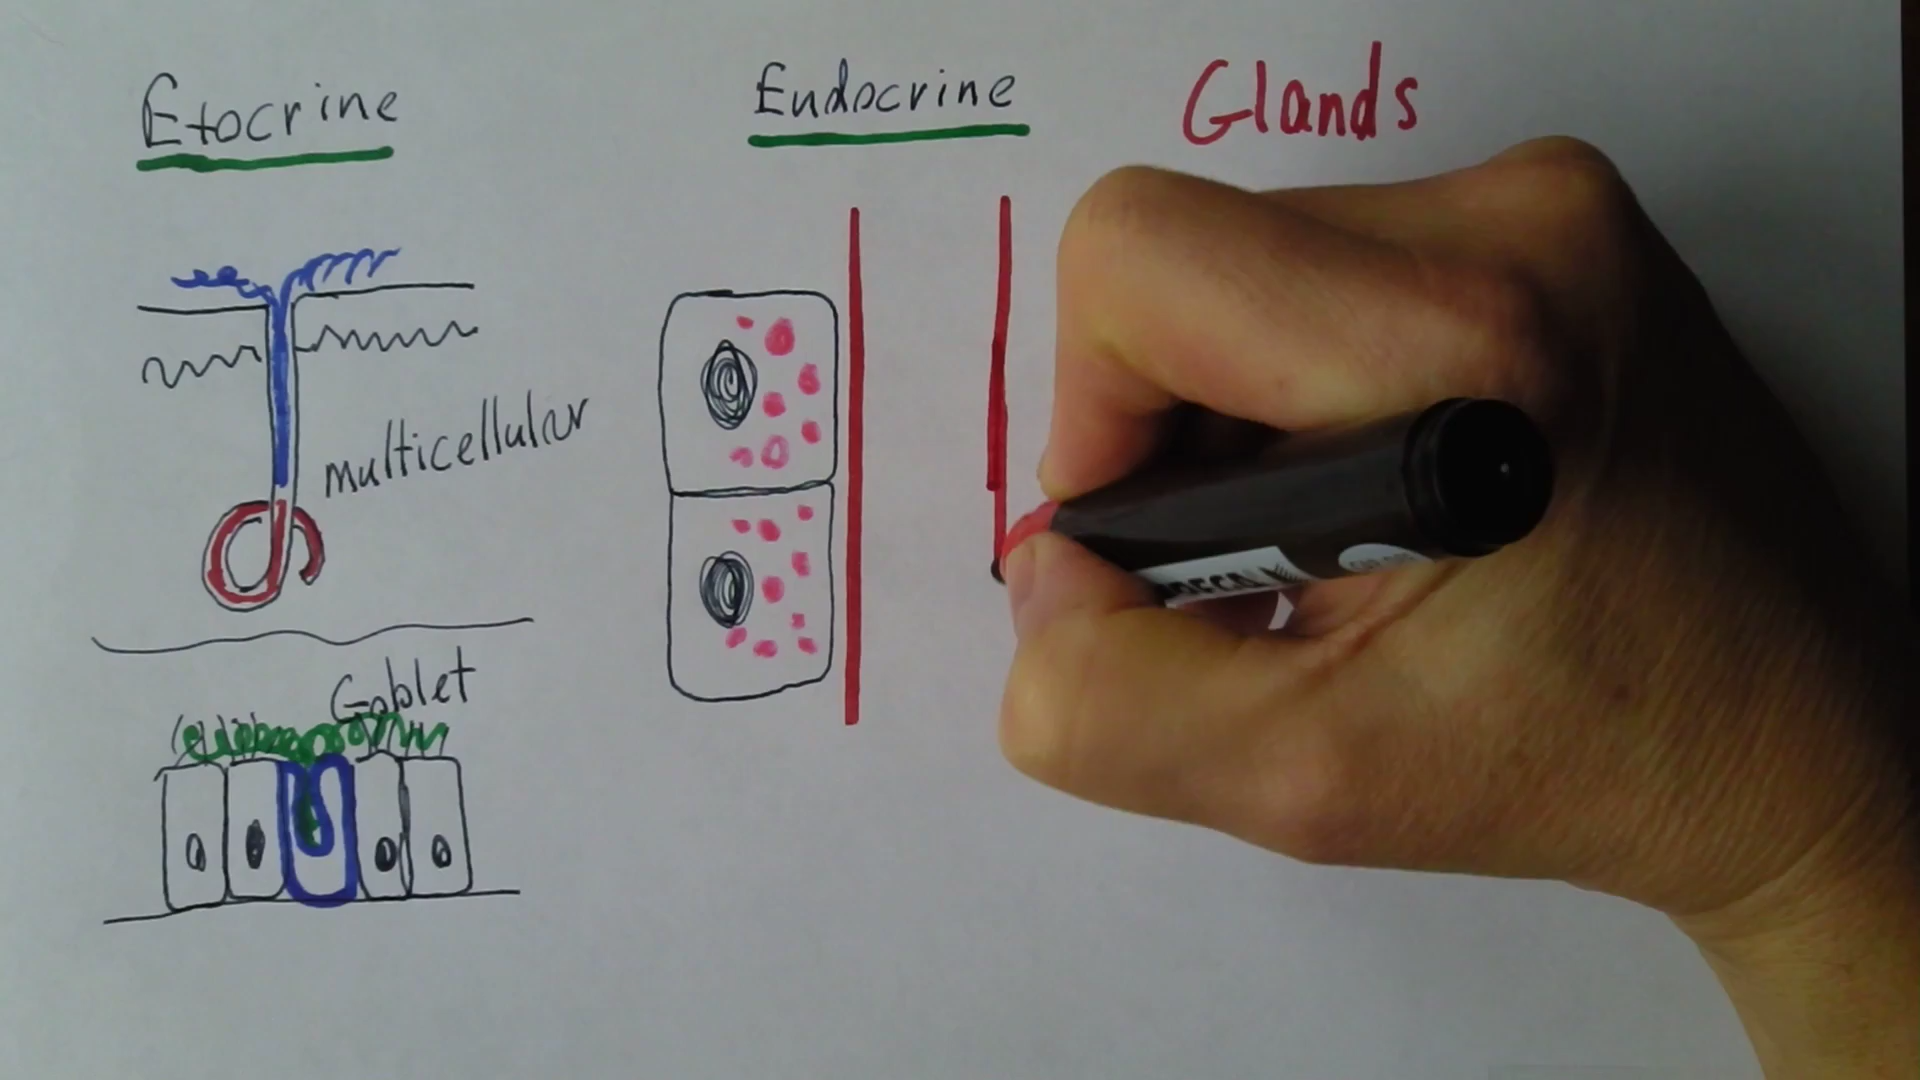 Etocrine
Endocrine
Glands
multicellular
Goblet